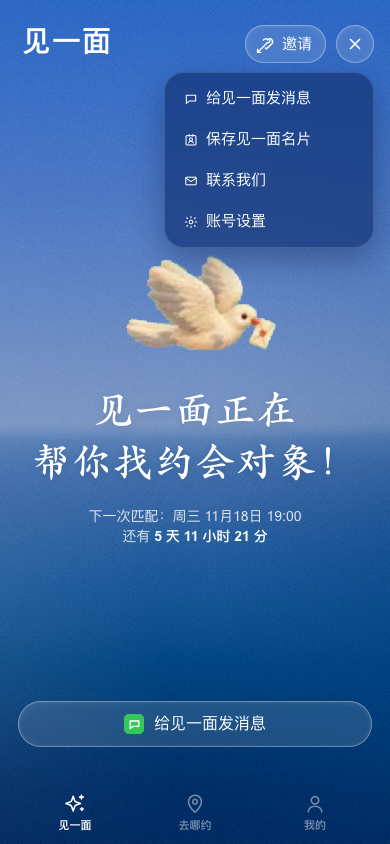 见一面
邀请
给见一面发消息
保存见一面名片
联系我们
账号设置
见一面正在
帮你找约会对象！
下一次匹配：周三 11月18日 19:00
还有 5 天 11 小时 21 分
给见一面发消息
见一面
去哪约
我的